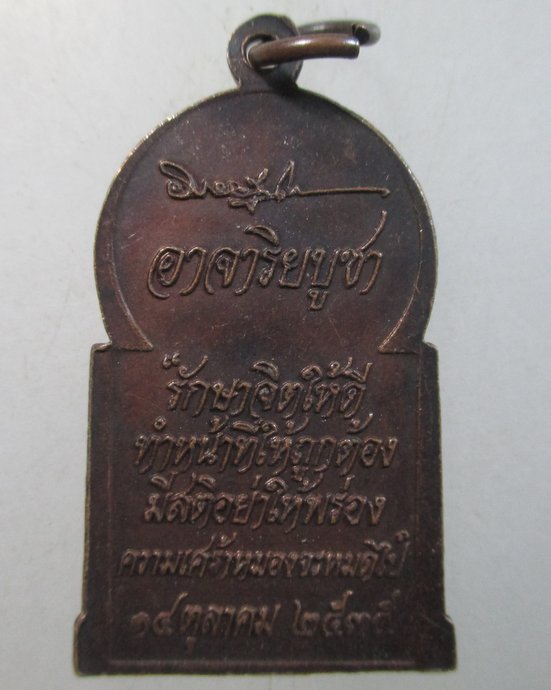 อาจาริยบูชา
"รักษาจิตให้ดี
ทำหน้าที่ให้ถูกต้อง
มีสติอย่าให้พร่อง
ความเศร้าหมองจะหมดไป
๑๔ ตุลาคม ๒๕๓๕